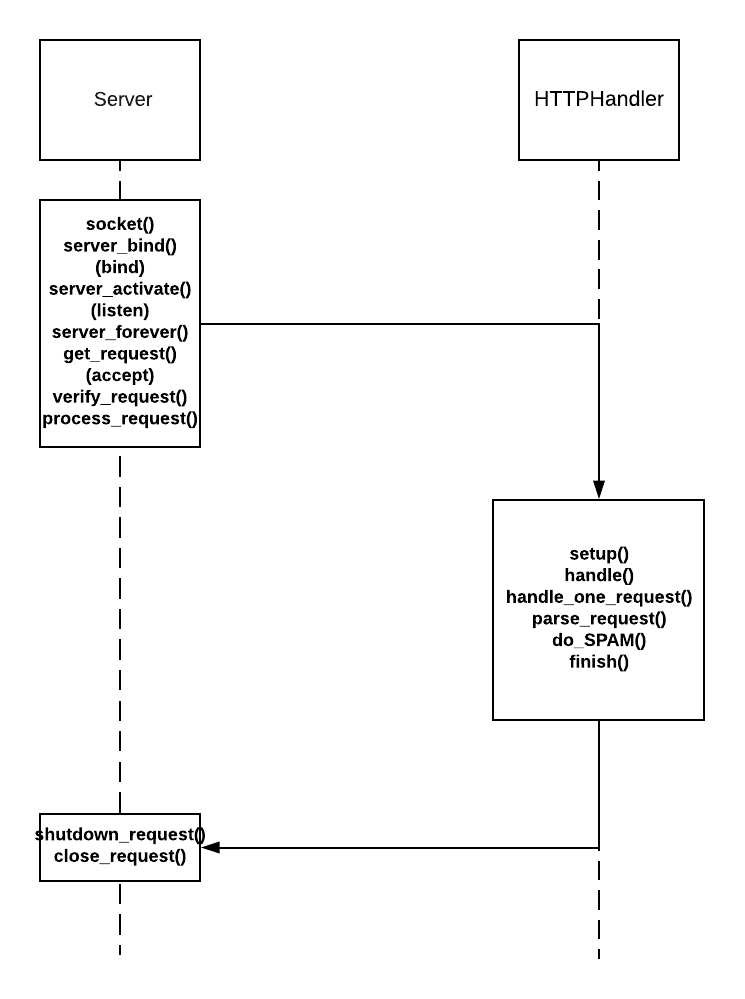 Server
HTTPHandler
socket()
server_bind()
(bind)
server_activate()
(listen)
server_forever()
get_request()
(accept)
verify_request()
process_request()
setup()
handle()
handle_one_request()
parse_request()
do_SPAM()
finish()
shutdown_request()
close_request()